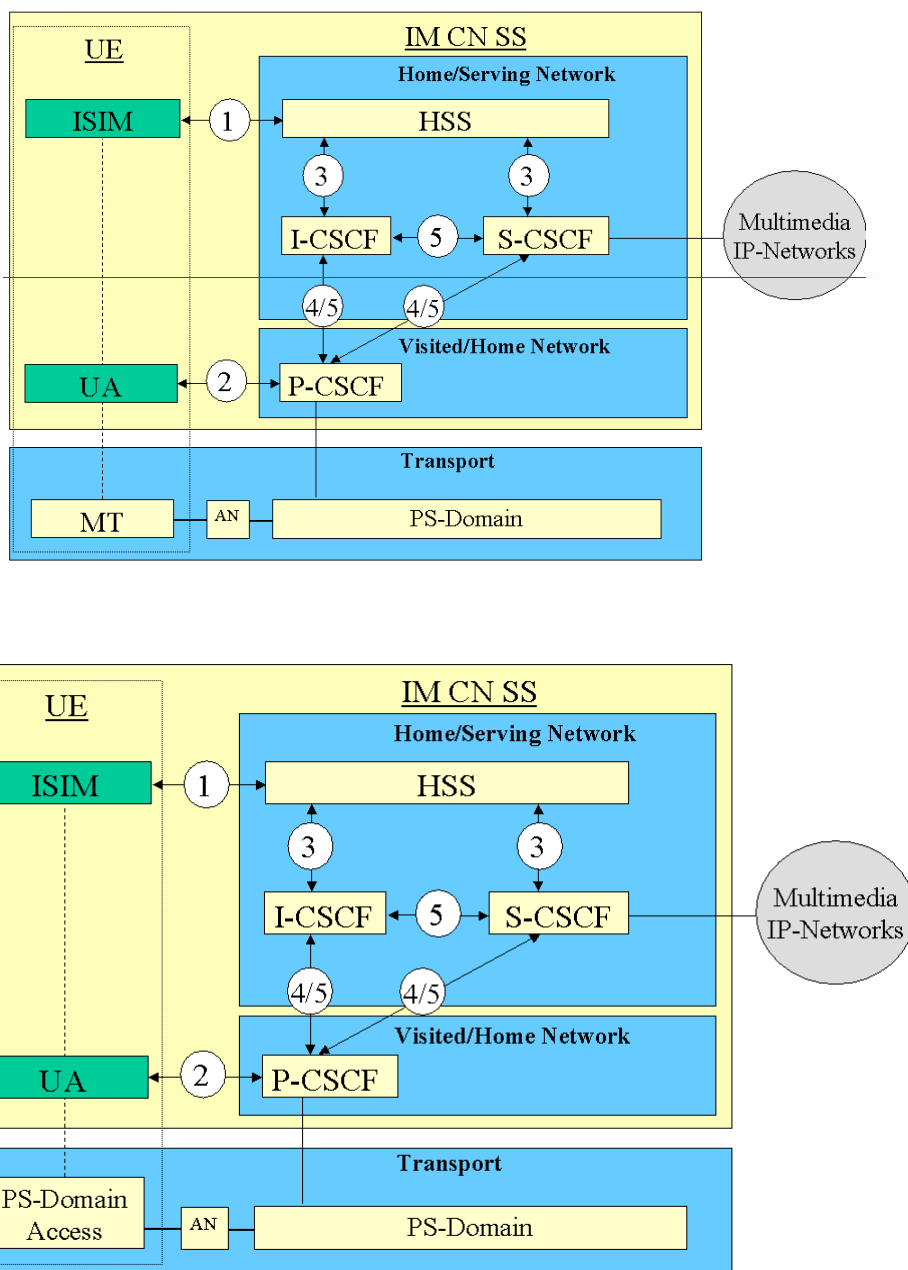 UE
IM CN SS
Home/Serving Network
ISIM
1
HSS
3
3
I-CSCF
5
S-CSCF
Multimedia
IP-Networks
4/5
4/5
Visited/Home Network
UA
2
P-CSCF
Transport
MT
AN
PS-Domain
UE
IM CN SS
Home/Serving Network
ISIM
1
HSS
3
3
I-CSCF
5
S-CSCF
Multimedia
IP-Networks
4/5
4/5
Visited/Home Network
UA
2
P-CSCF
Transport
PS-Domain
Access
AN
PS-Domain